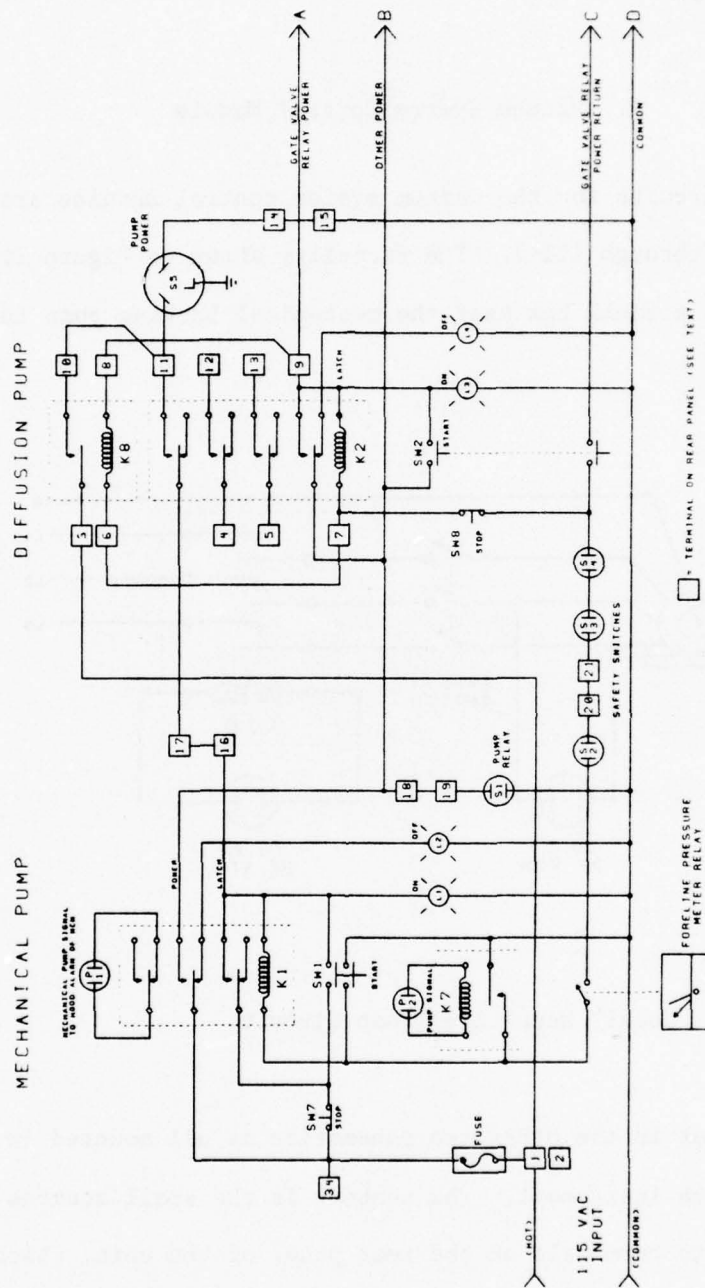 MECHANICAL PUMP
DIFFUSION PUMP
MECHANICAL PUMP SIGNAL
TO HOOD ALARM OF MCM
P1
POWER
LATCH
K1
SW7
STOP
34
SW1
START
P2
PUMP SIGNAL
K7
FUSE
1
2
115 VAC
INPUT
(HOT)
(COMMON)
17
16
ON
L1
OFF
L2
18
19
S1
PUMP
RELAY
S2
20
21
S3
S4
SAFETY SWITCHES
FORELINE PRESSURE
METER RELAY
3
6
4
5
7
K8
K2
10
8
11
12
13
9
LATCH
SW8
STOP
SW2
START
ON
L3
OFF
L4
PUMP
POWER
S5
14
15
GATE VALVE
RELAY POWER
A
OTHER POWER
B
GATE VALVE RELAY
POWER RETURN
C
COMMON
D
= TERMINAL ON REAR PANEL (SEE TEXT)